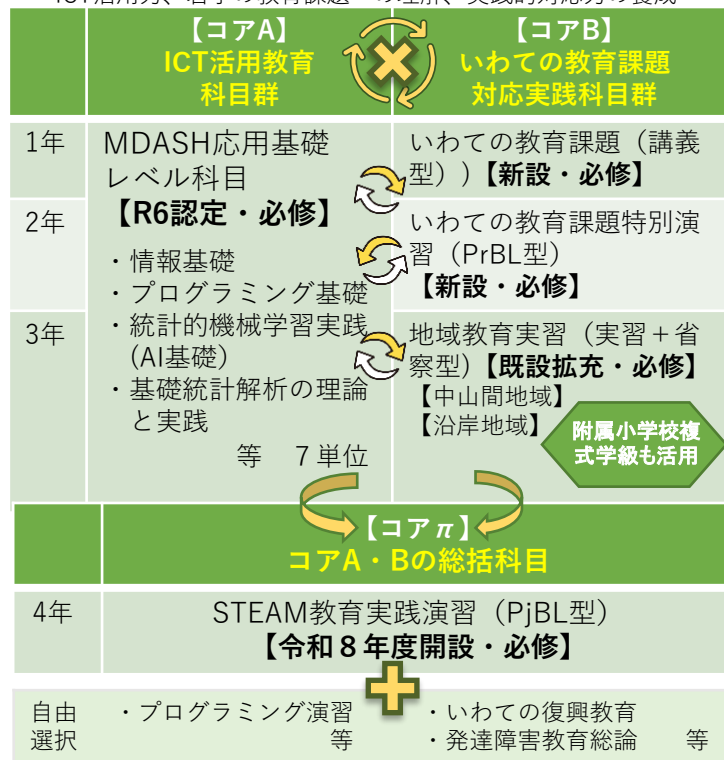 【コアA】
ICT活用教育
科目群
【コアB】
いわての教育課題
対応実践科目群
1年
MDASH応用基礎
レベル科目
【R6認定・必修】
・情報基礎
・プログラミング基礎
・統計的機械学習実践
(AI基礎）
・基礎統計解析の理論
と実践
等　７単位
いわての教育課題（講義
型））【新設・必修】
2年
いわての教育課題特別演
習（PrBL型）
【新設・必修】
3年
地域教育実習（実習＋省
察型）【既設拡充・必修】
【中山間地域】
【沿岸地域】
附属小学校複
式学級も活用
【コアπ】
コアA・Bの総括科目
4年
STEAM教育実践演習（PjBL型）
【令和８年度開設・必修】
自由
選択
・プログラミング演習
等
・いわての復興教育
・発達障害教育総論　　等